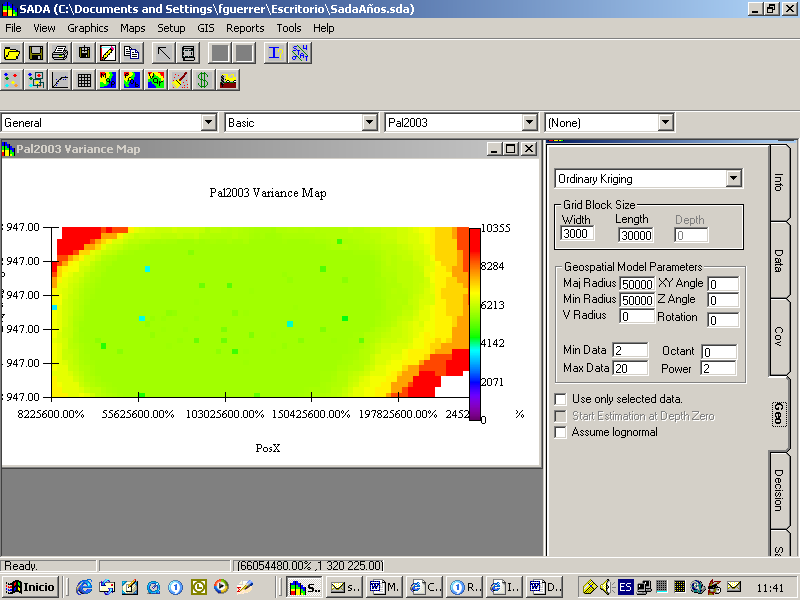 SADA (C:\Documents and Settings\fguerrer\Escritorio\SadaAños.sda)
File View Graphics Maps Setup GIS Reports Tools Help
General Basic Pal2003 (None)
Pal2003 Variance Map
Pal2003 Variance Map
947.00
947.00
947.00
947.00
947.00
947.00
8225600.00% 55625600.00% 103025600.00% 150425600.00% 197825600.00% 2452 %
PosX
10355
8284
6213
4142
2071
0
Ordinary Kriging
Grid Block Size
Width Length Depth
3000 30000 0
Geospatial Model Parameters
Maj Radius 50000 XY Angle 0
Min Radius 50000 Z Angle 0
V Radius 0 Rotation 0
Min Data 2 Octant 0
Max Data 20 Power 2
Use only selected data.
Start Estimation at Depth Zero
Assume lognormal
Info
Data
Cov
Geo
Decision
Ready.
(66054480.00% ,1 320 225.00)
Inicio S.. s.. M. C.. R.. I.. D.. ES 11:41